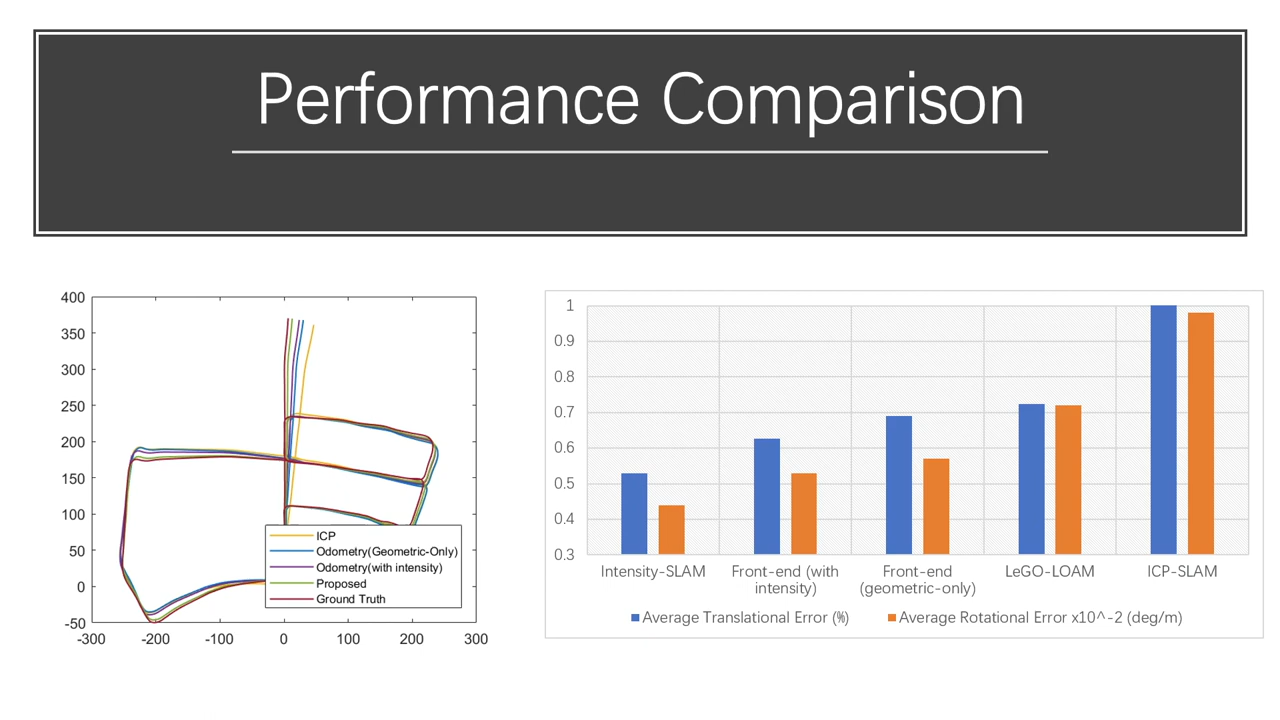 Performance Comparison
400
350
300
250
200
150
100
50
0
-50
-300
-200
-100
0
100
200
300
ICP
Odometry(Geometric-Only)
Odometry(with intensity)
Proposed
Ground Truth
1
0.9
0.8
0.7
0.6
0.5
0.4
0.3
Intensity-SLAM
Front-end (with
intensity)
Front-end
(geometric-only)
LeGO-LOAM
ICP-SLAM
Average Translational Error (%)
Average Rotational Error x10^-2 (deg/m)